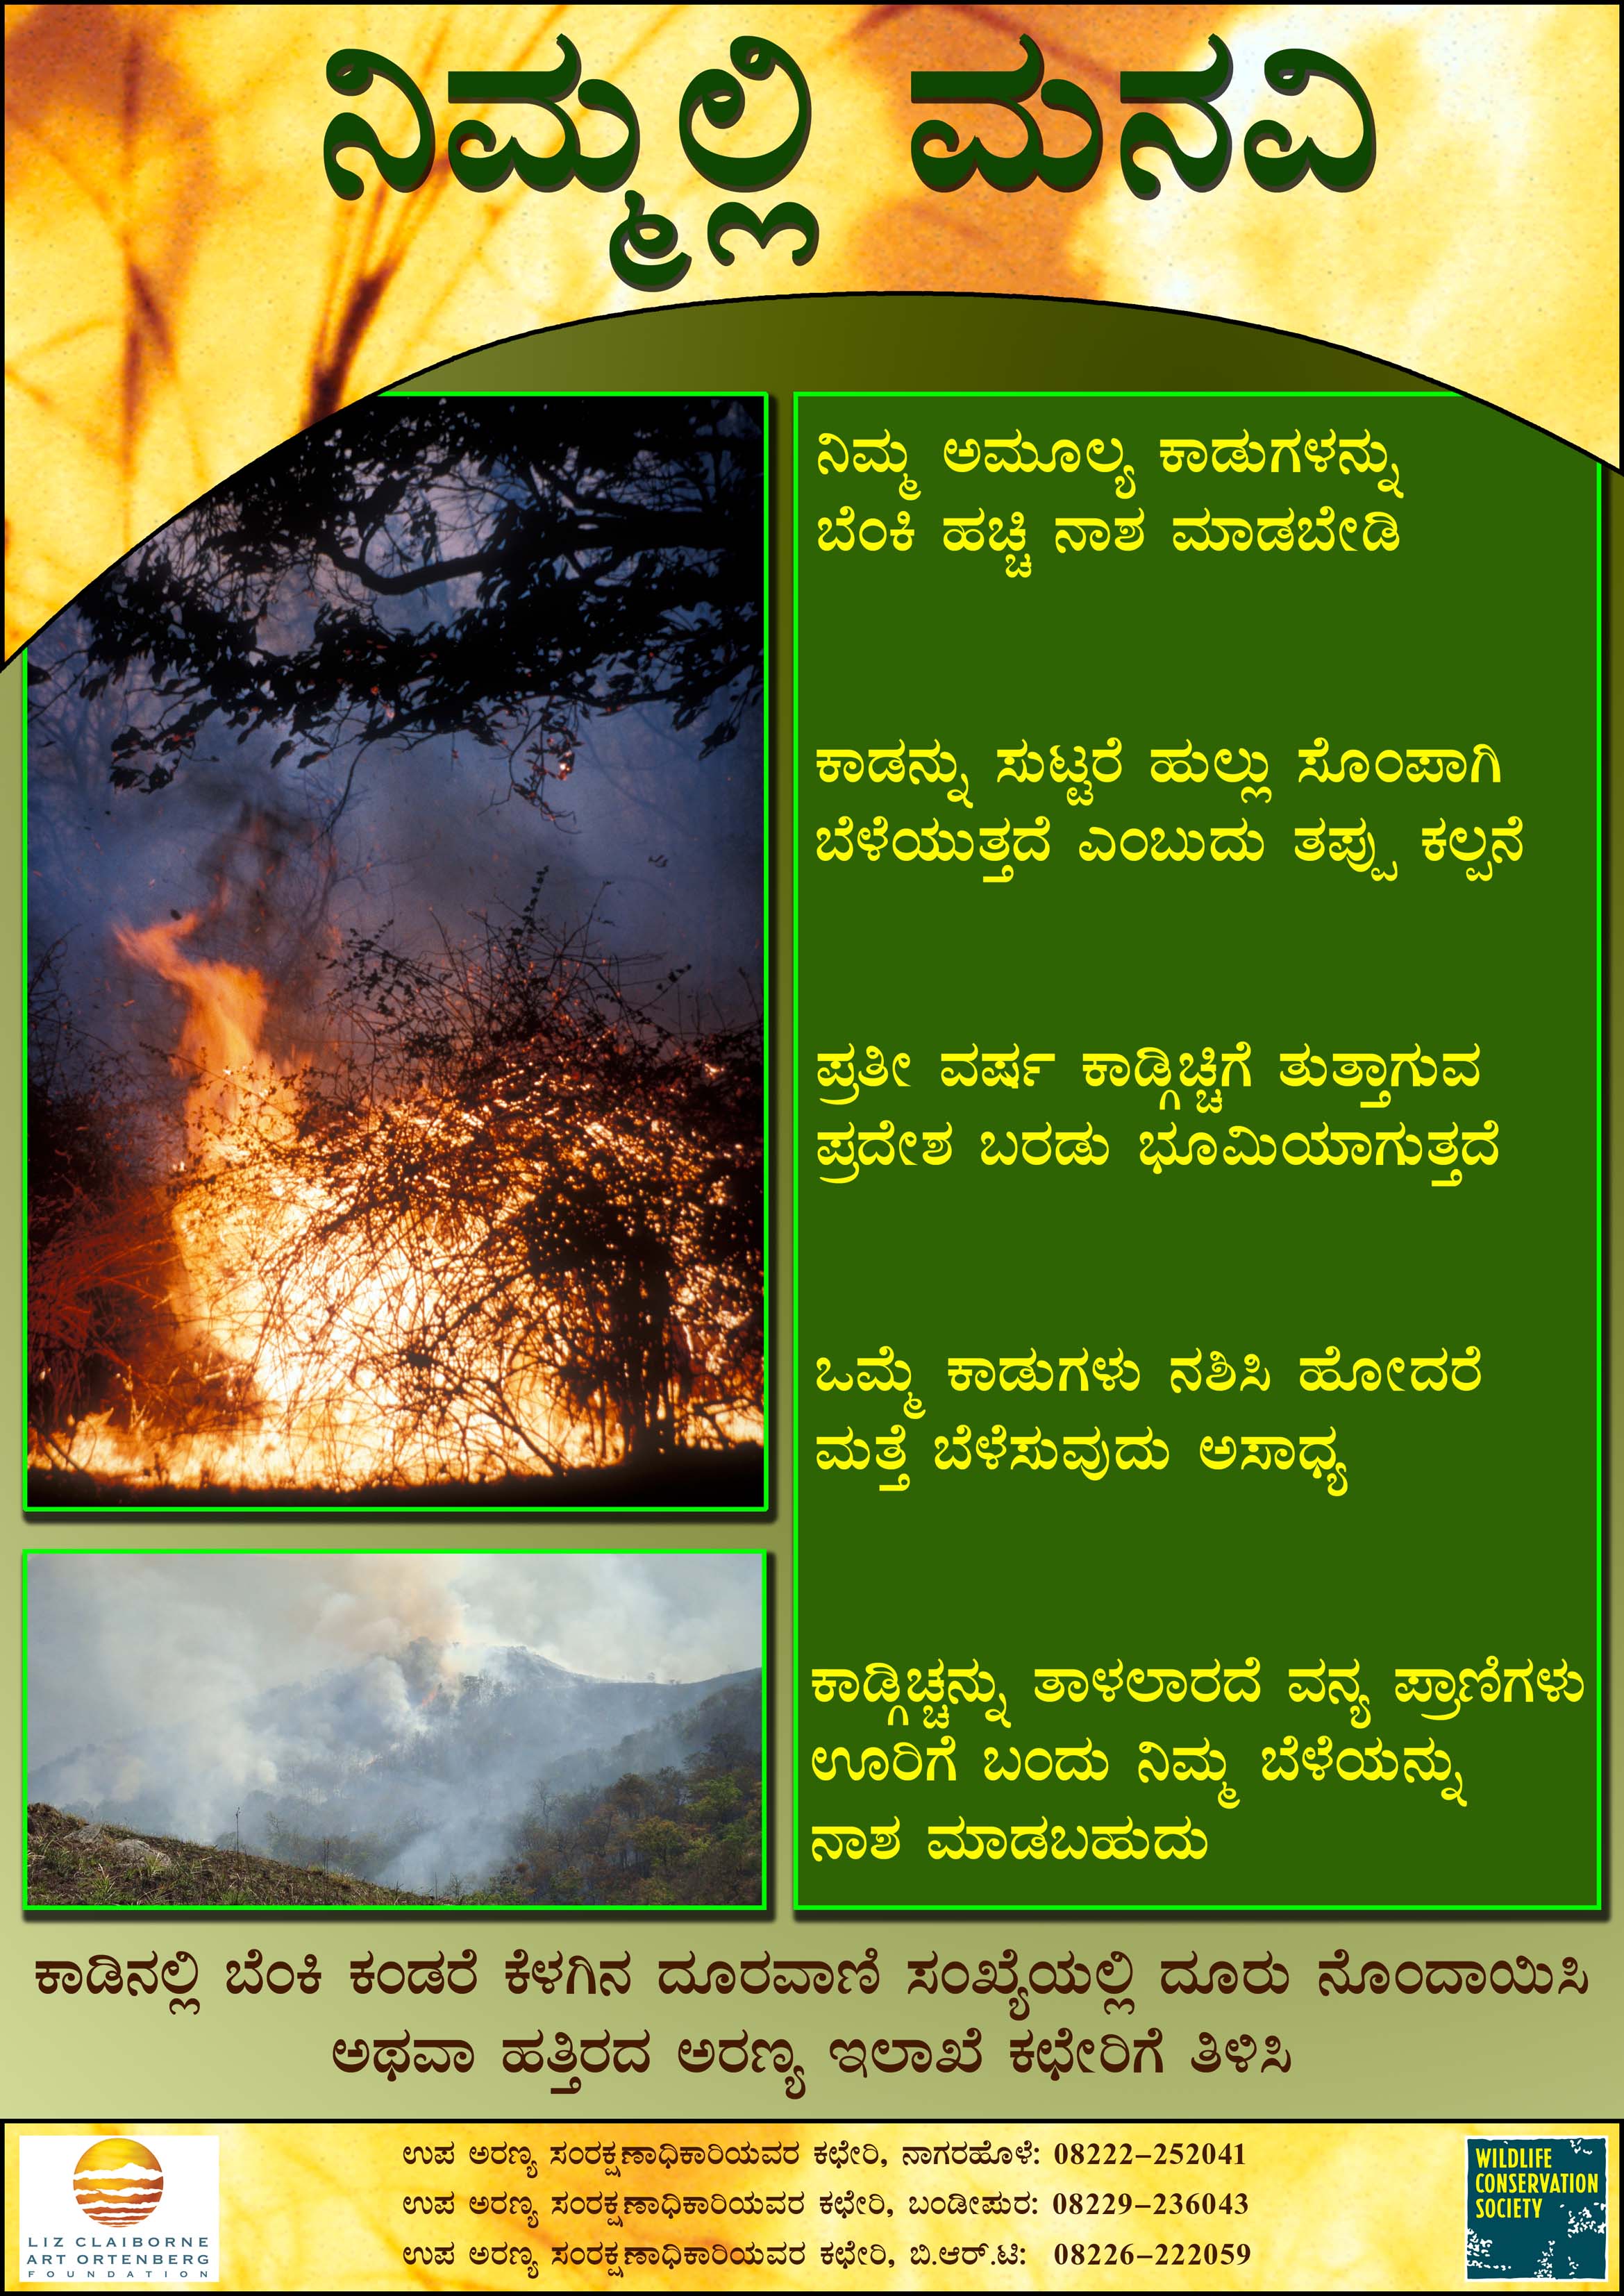 ನಿಮ್ಮಲ್ಲಿ ಮನವಿ
ನಿಮ್ಮ ಅಮೂಲ್ಯ ಕಾಡುಗಳನ್ನು
ಬೆಂಕಿ ಹಚ್ಚಿ ನಾಶ ಮಾಡಬೇಡಿ
ಕಾಡನ್ನು ಸುಟ್ಟರೆ ಹುಲ್ಲು ಸೊಂಪಾಗಿ
ಬೆಳೆಯುತ್ತದೆ ಎಂಬುದು ತಪ್ಪು ಕಲ್ಪನೆ
ಪ್ರತೀ ವರ್ಷ ಕಾಡ್ಗಿಚ್ಚಿಗೆ ತುತ್ತಾಗುವ
ಪ್ರದೇಶ ಬರಡು ಭೂಮಿಯಾಗುತ್ತದೆ
ಒಮ್ಮೆ ಕಾಡುಗಳು ನಶಿಸಿ ಹೋದರೆ
ಮತ್ತೆ ಬೆಳೆಸುವುದು ಅಸಾಧ್ಯ
ಕಾಡ್ಗಿಚ್ಚನ್ನು ತಾಳಲಾರದೆ ವನ್ಯ ಪ್ರಾಣಿಗಳು
ಊರಿಗೆ ಬಂದು ನಿಮ್ಮ ಬೆಳೆಯನ್ನು
ನಾಶ ಮಾಡಬಹುದು
ಕಾಡಿನಲ್ಲಿ ಬೆಂಕಿ ಕಂಡರೆ ಕೆಳಗಿನ ದೂರವಾಣಿ ಸಂಖ್ಯೆಯಲ್ಲಿ ದೂರು ನೊಂದಾಯಿಸಿ
ಅಥವಾ ಹತ್ತಿರದ ಅರಣ್ಯ ಇಲಾಖೆ ಕಛೇರಿಗೆ ತಿಳಿಸಿ
ಉಪ ಅರಣ್ಯ ಸಂರಕ್ಷಣಾಧಿಕಾರಿಯವರ ಕಛೇರಿ, ನಾಗರಹೊಳೆ: 08222-252041
ಉಪ ಅರಣ್ಯ ಸಂರಕ್ಷಣಾಧಿಕಾರಿಯವರ ಕಛೇರಿ, ಬಂಡೀಪುರ: 08229-236043
ಉಪ ಅರಣ್ಯ ಸಂರಕ್ಷಣಾಧಿಕಾರಿಯವರ ಕಛೇರಿ, ಬಿ.ಆರ್.ಟಿ: 08226-222059
LIZ CLAIBORNE
ART ORTENBERG
FOUNDATION
WILDLIFE
CONSERVATION
SOCIETY